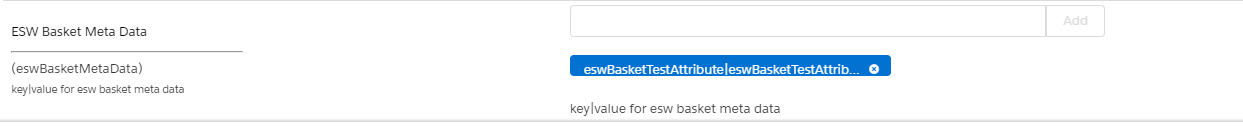 Add
ESW Basket Meta Data
(eswBasketMetaData)
key|value for esw basket meta data
eswBasketTestAttribute|eswBasketTestAttrib...
key|value for esw basket meta data